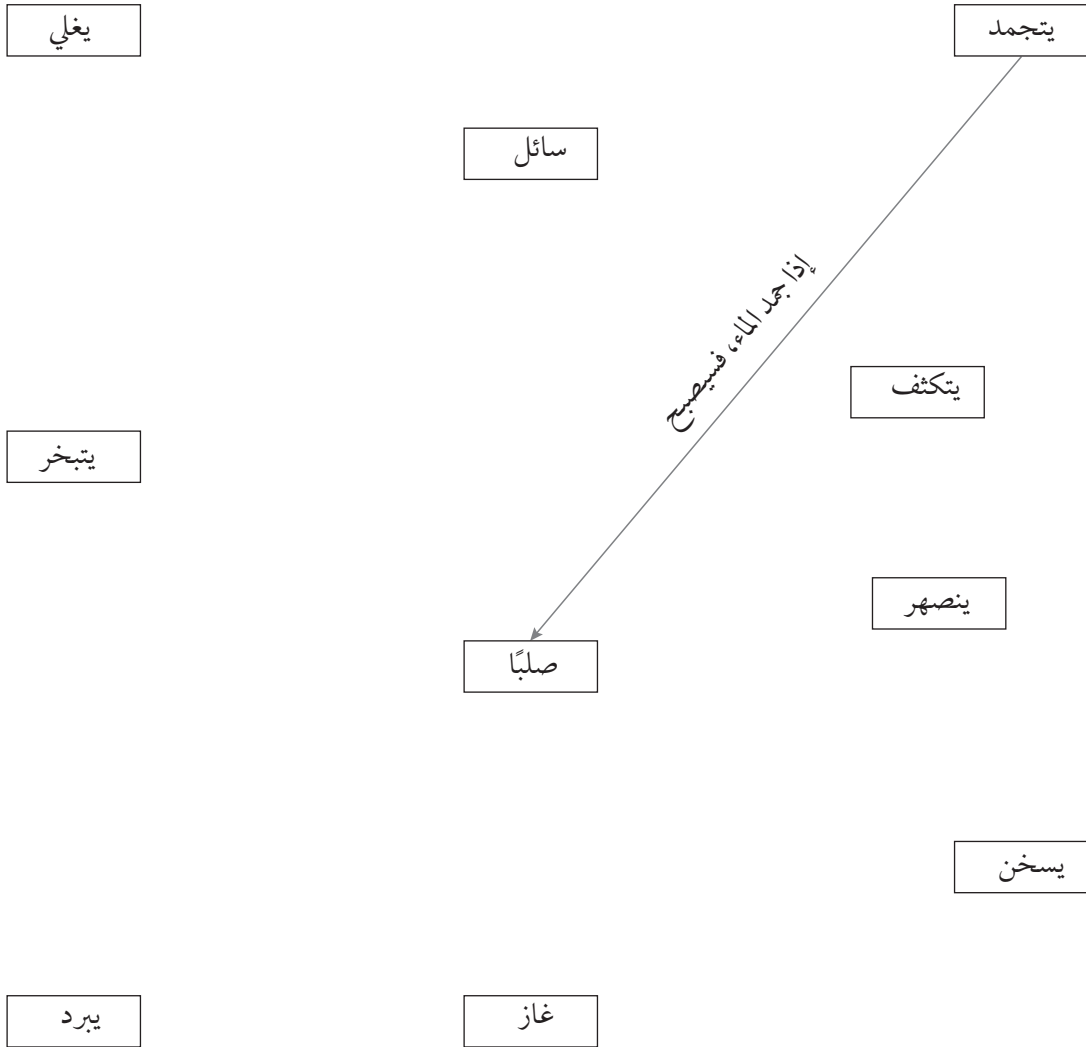 يتجمد
يغلي
سائل
إذا جمد الماء، فسيصبح
يتكثف
يتبخر
ينصهر
صلبًا
يسخن
غاز
يبرد